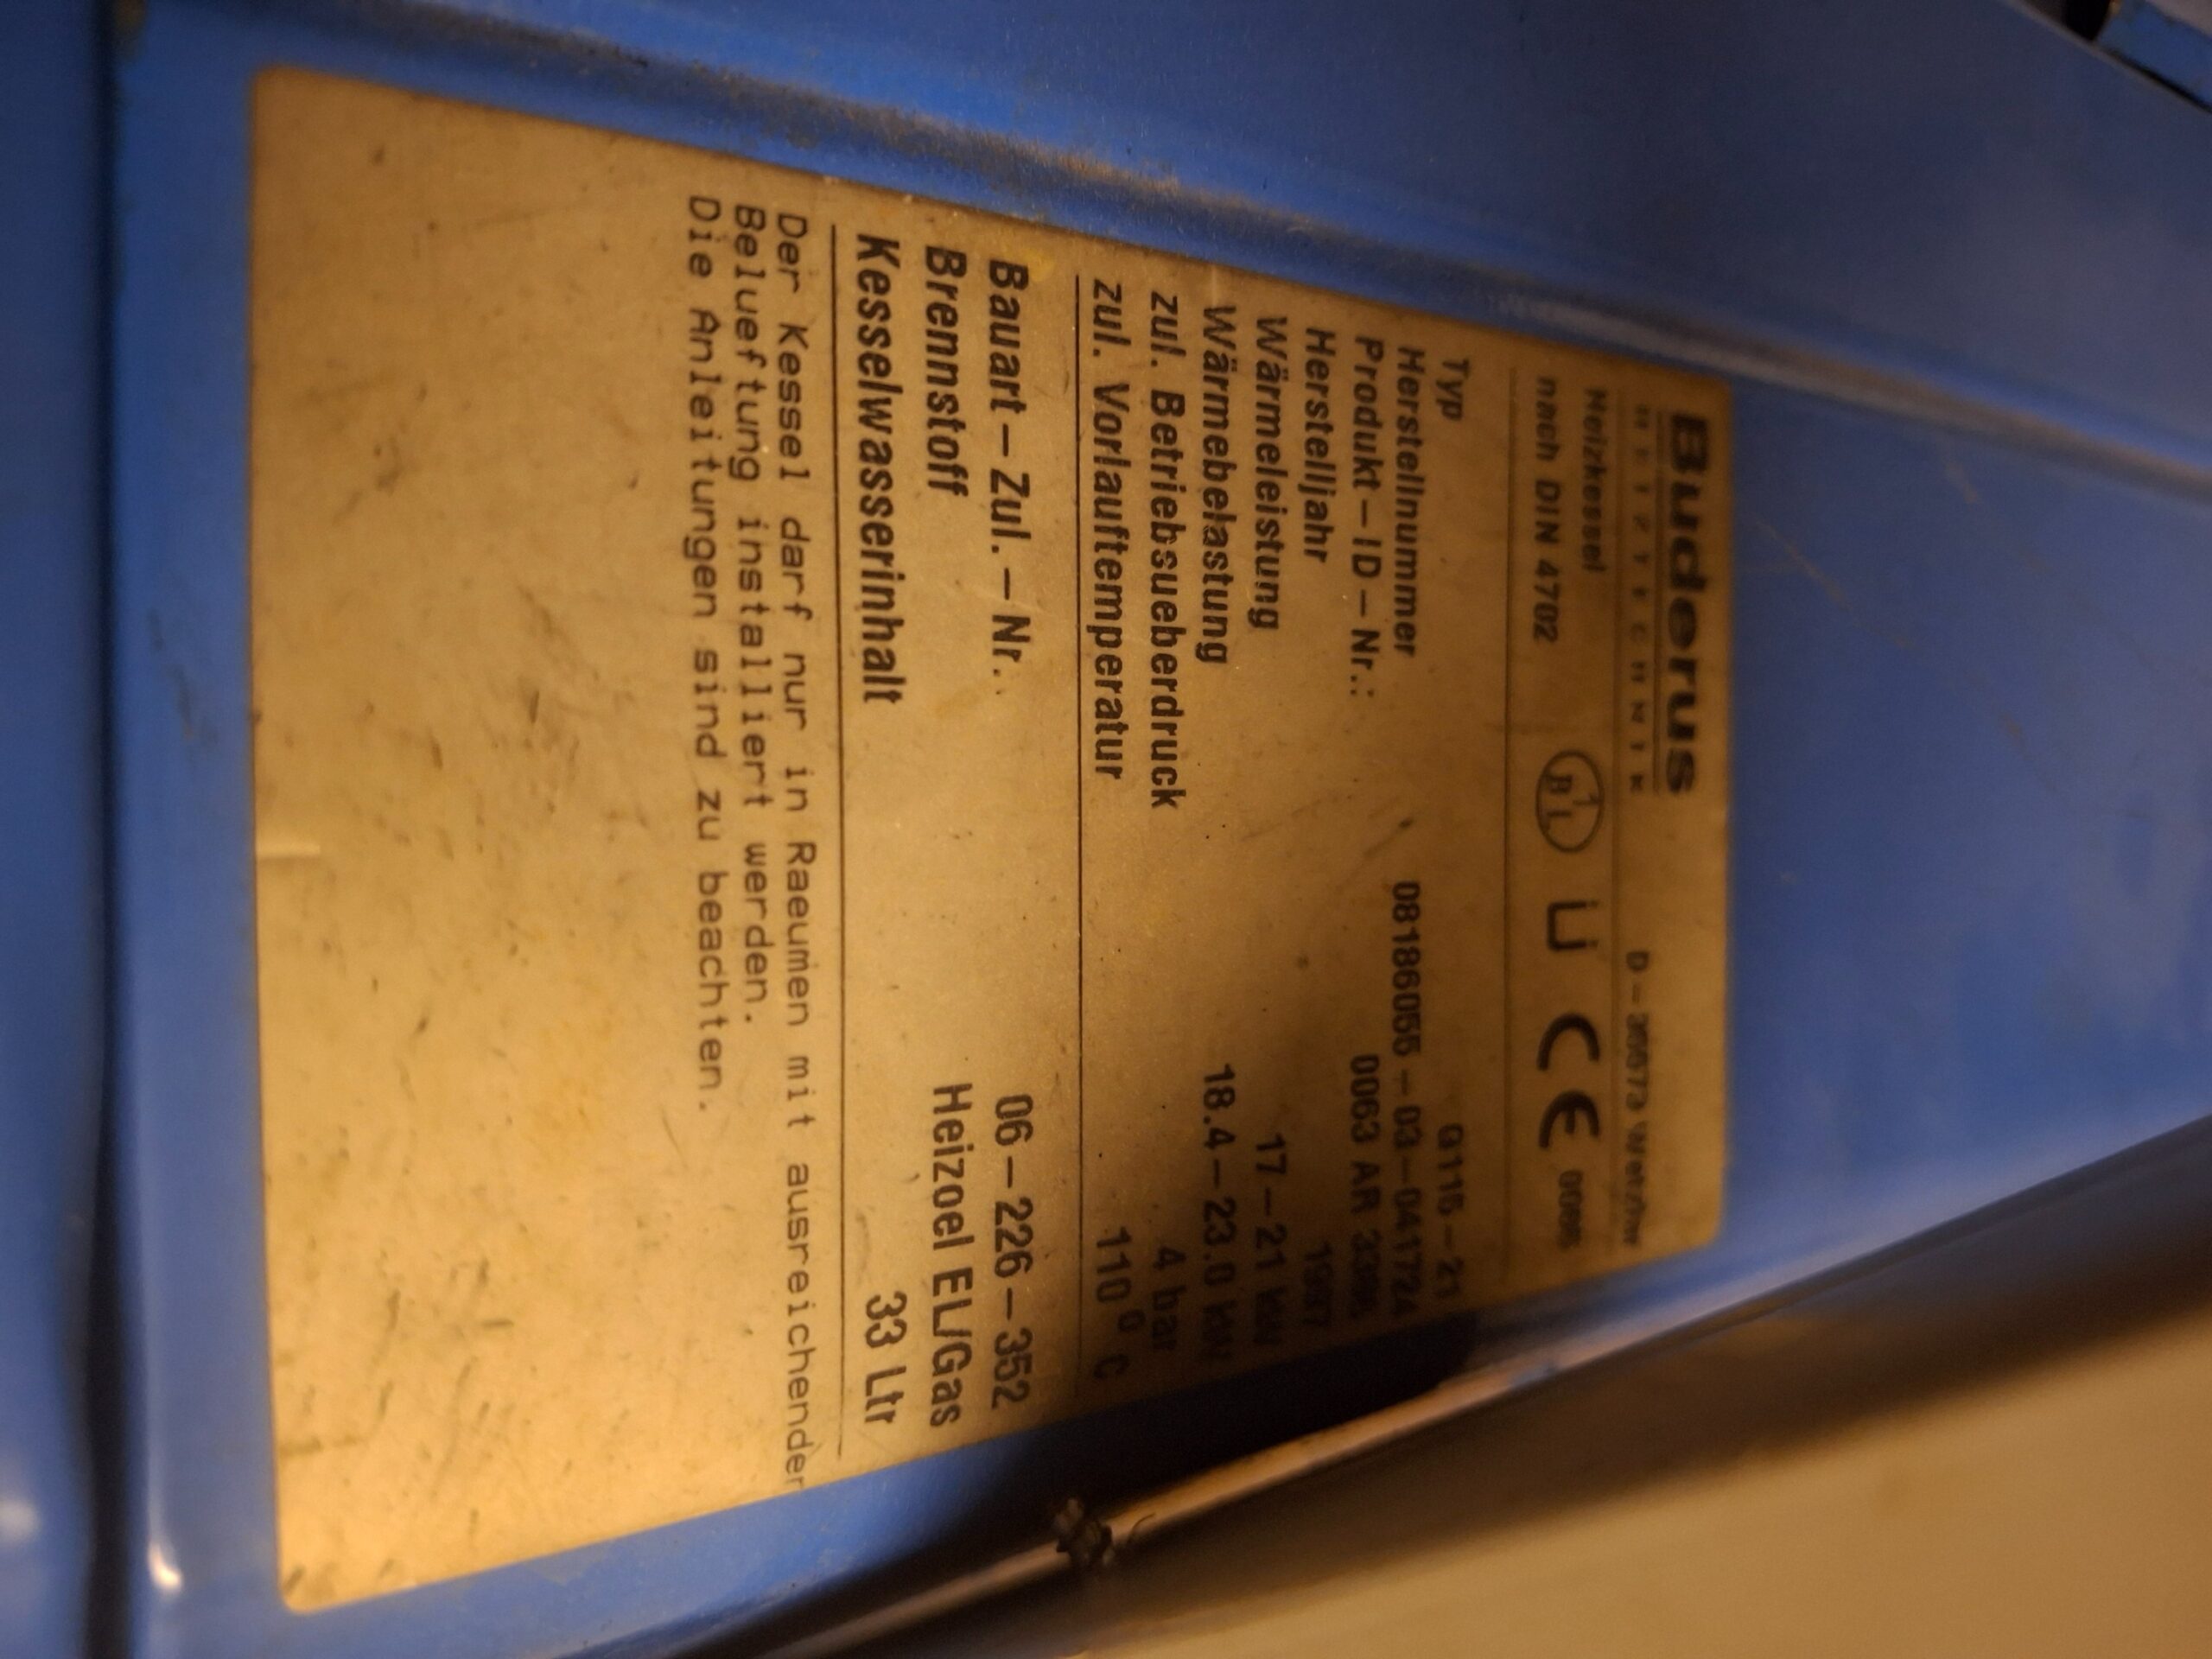 Buderus
HEIZTECHNIK
D-35573 Wetzlar
Heizkessel
nach DIN 4702
CE
Typ G115-21
Herstellnummer 08186055-03-
Produkt-ID-Nr.: 0063 AR
Herstelljahr 1997
Wärmeleistung 17-21 kW
Wärmebelastung 18.4-23.0 kW
zul. Betriebsueberdruck 4 bar
zul. Vorlauftemperatur 110 °C
Bauart-Zul.-Nr. 06-226-352
Brennstoff Heizoel EL/Gas
Kesselwasserinhalt 33 Ltr
Der Kessel darf nur in Raeumen mit ausreichender
Belueftung installiert werden.
Die Anleitungen sind zu beachten.